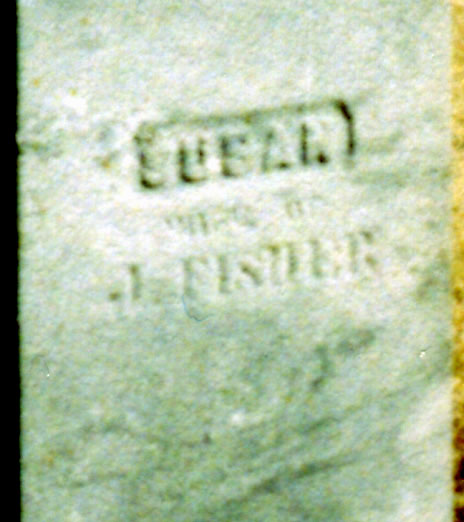 SUSAN
WIFE OF
J. FISHER